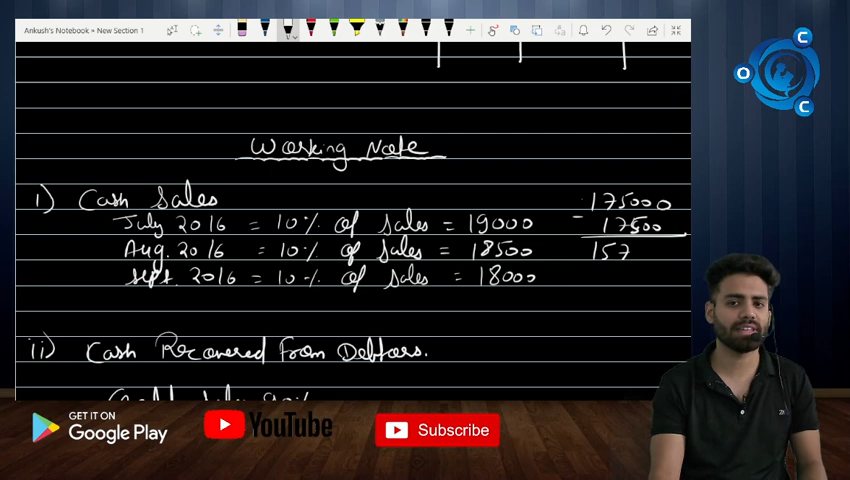 Ankush's Notebook » New Section 1
O C C
Working Note
i) Cash Sales
July 2016 = 10% of sales = 19000
Aug. 2016 = 10% of sales = 18500
Sept. 2016 = 10% of sales = 18000
175000
- 17500
157
ii) Cash Recovered from Debtors.
GET IT ON
Google Play
YouTube
Subscribe